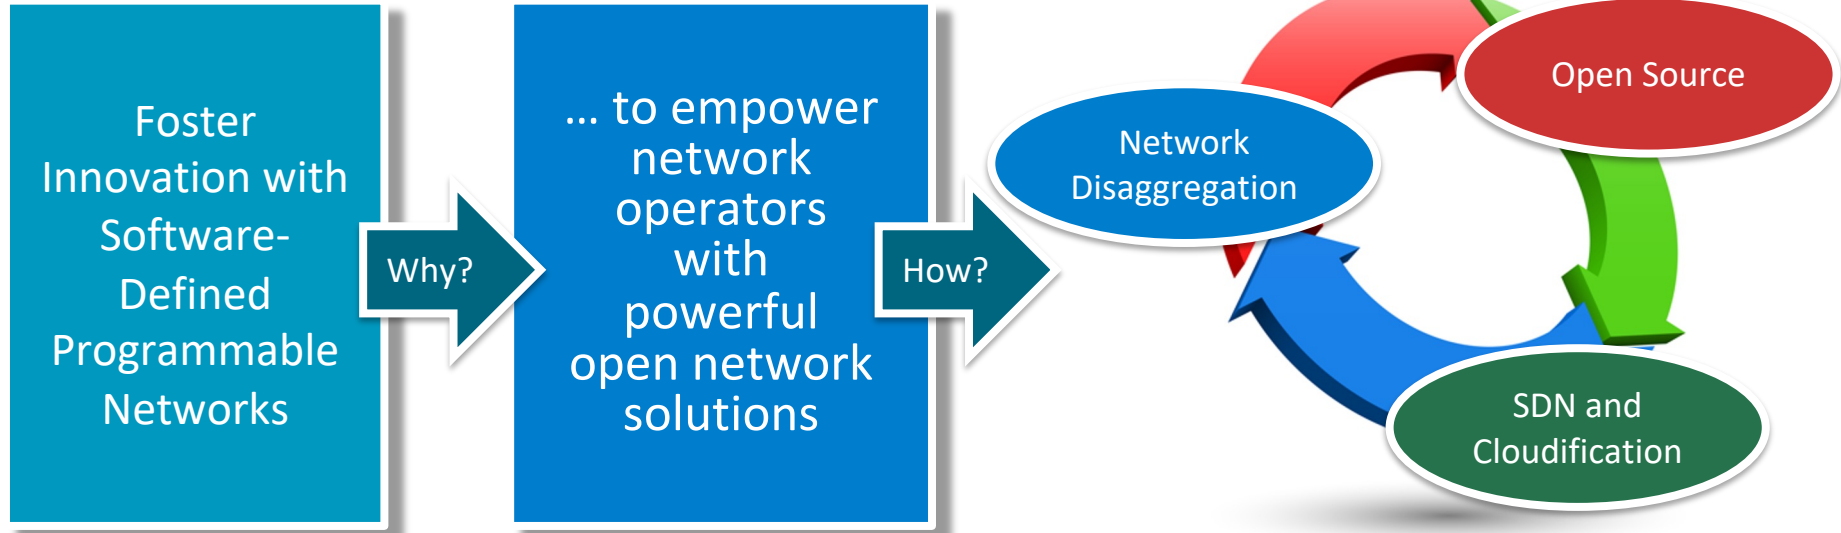 Foster
Innovation with
Software-
Defined
Programmable
Networks
Why?
... to empower
network
operators
with
powerful
open network
solutions
How?
Network
Disaggregation
Open Source
SDN and
Cloudification